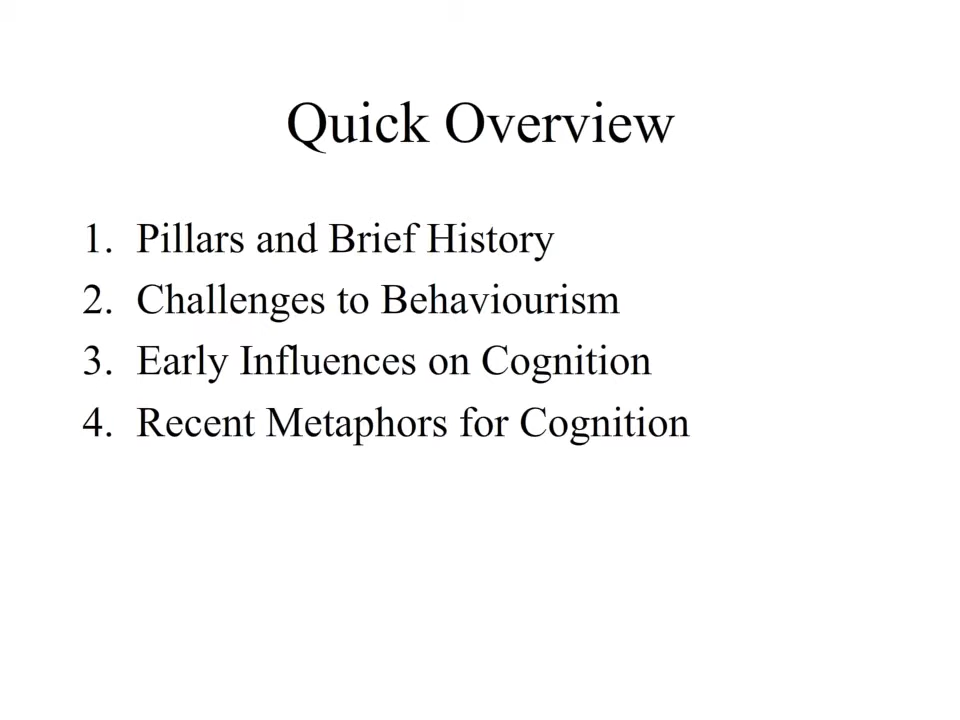 Quick Overview
1. Pillars and Brief History
2. Challenges to Behaviourism
3. Early Influences on Cognition
4. Recent Metaphors for Cognition